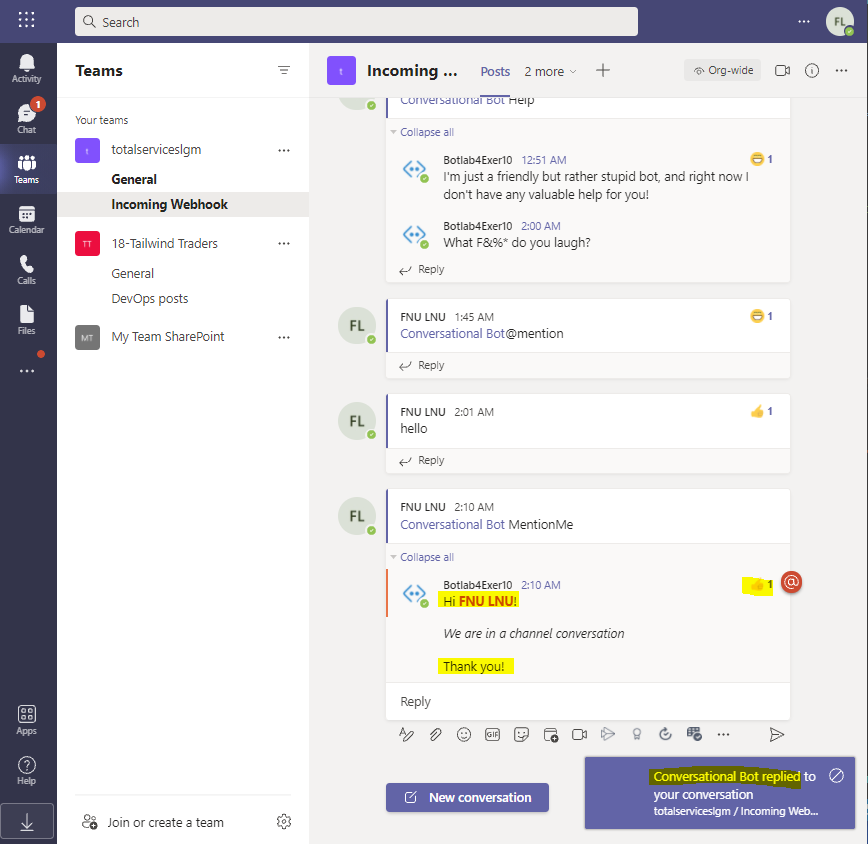 Search
FL
Activity
1
Chat
Teams
Calendar
Calls
Files
Apps
Help
Teams
Your teams
t
totalserviceslgm
General
Incoming Webhook
TT
18-Tailwind Traders
General
DevOps posts
MT
My Team SharePoint
Join or create a team
t
Incoming ...
Posts
2 more
Org-wide
Conversational Bot Help
Collapse all
Botlab4Exer10 12:51 AM
1
I'm just a friendly but rather stupid bot, and right now I
don't have any valuable help for you!
Botlab4Exer10 2:00 AM
What F&%* do you laugh?
Reply
FL
FNU LNU 1:45 AM
1
Conversational Bot@mention
Reply
FL
FNU LNU 2:01 AM
1
hello
Reply
FL
FNU LNU 2:10 AM
Conversational Bot MentionMe
Collapse all
Botlab4Exer10 2:10 AM
1
@
Hi FNU LNU!
We are in a channel conversation
Thank you!
Reply
GIF
New conversation
Conversational Bot replied to
your conversation
totalserviceslgm / Incoming Web...